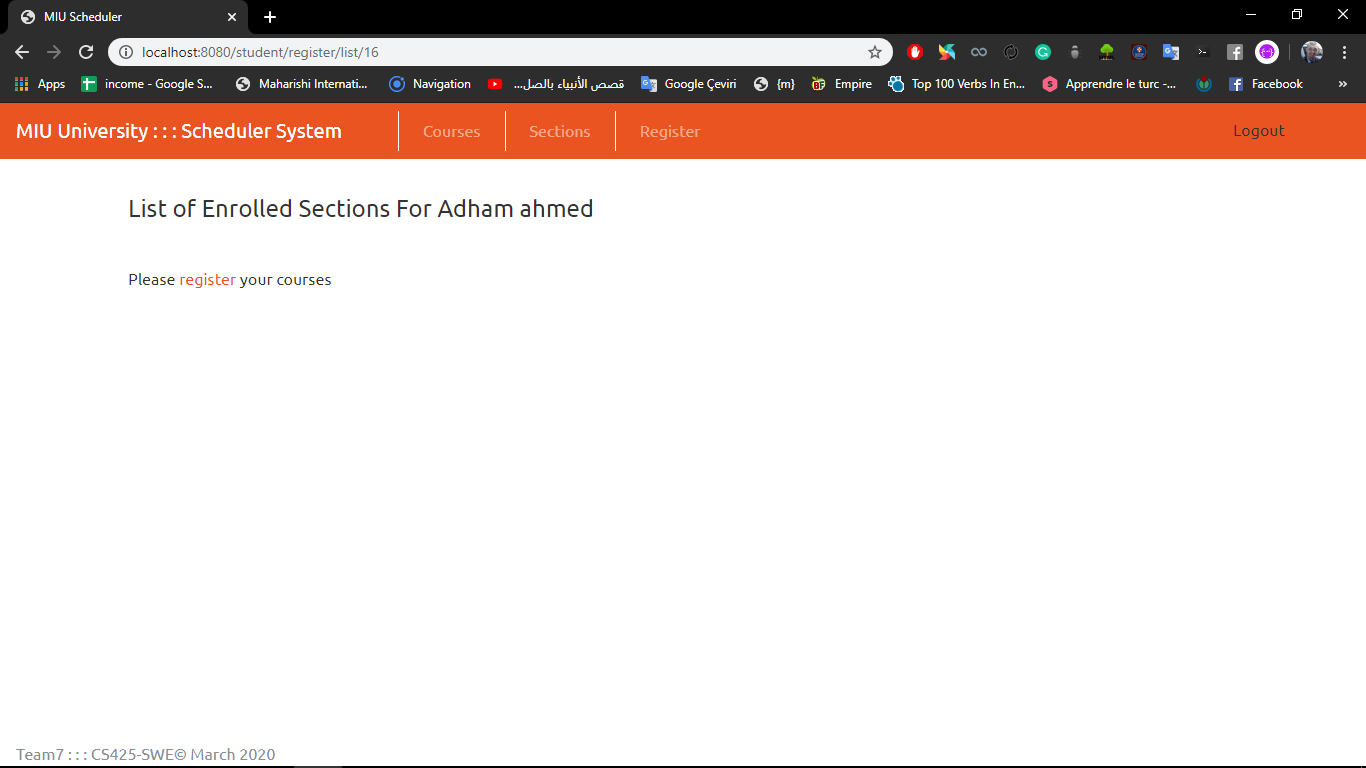 MIU Scheduler
localhost:8080/student/register/list/16
Apps income - Google S... Maharishi Internati... Navigation قصص الأنبياء بالصل... Google Çeviri {m} Empire Top 100 Verbs In En... Apprendre le turc -... Facebook »
MIU University : : : Scheduler System Courses Sections Register Logout
List of Enrolled Sections For Adham ahmed
Please register your courses
Team7 : : : CS425-SWE© March 2020